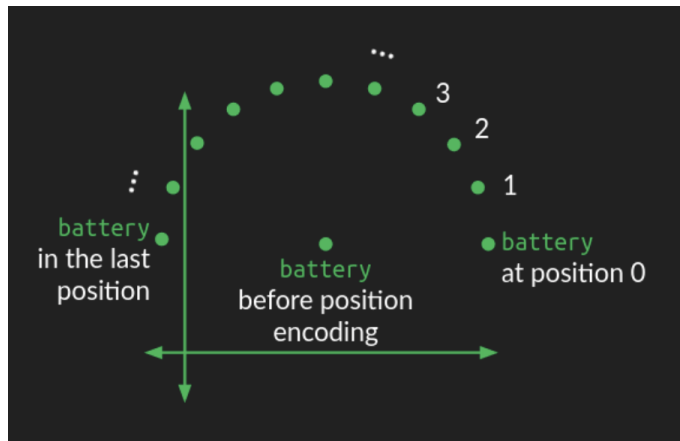 ...
3
2
...
1
battery
in the last
position
battery
before position
encoding
battery
at position 0